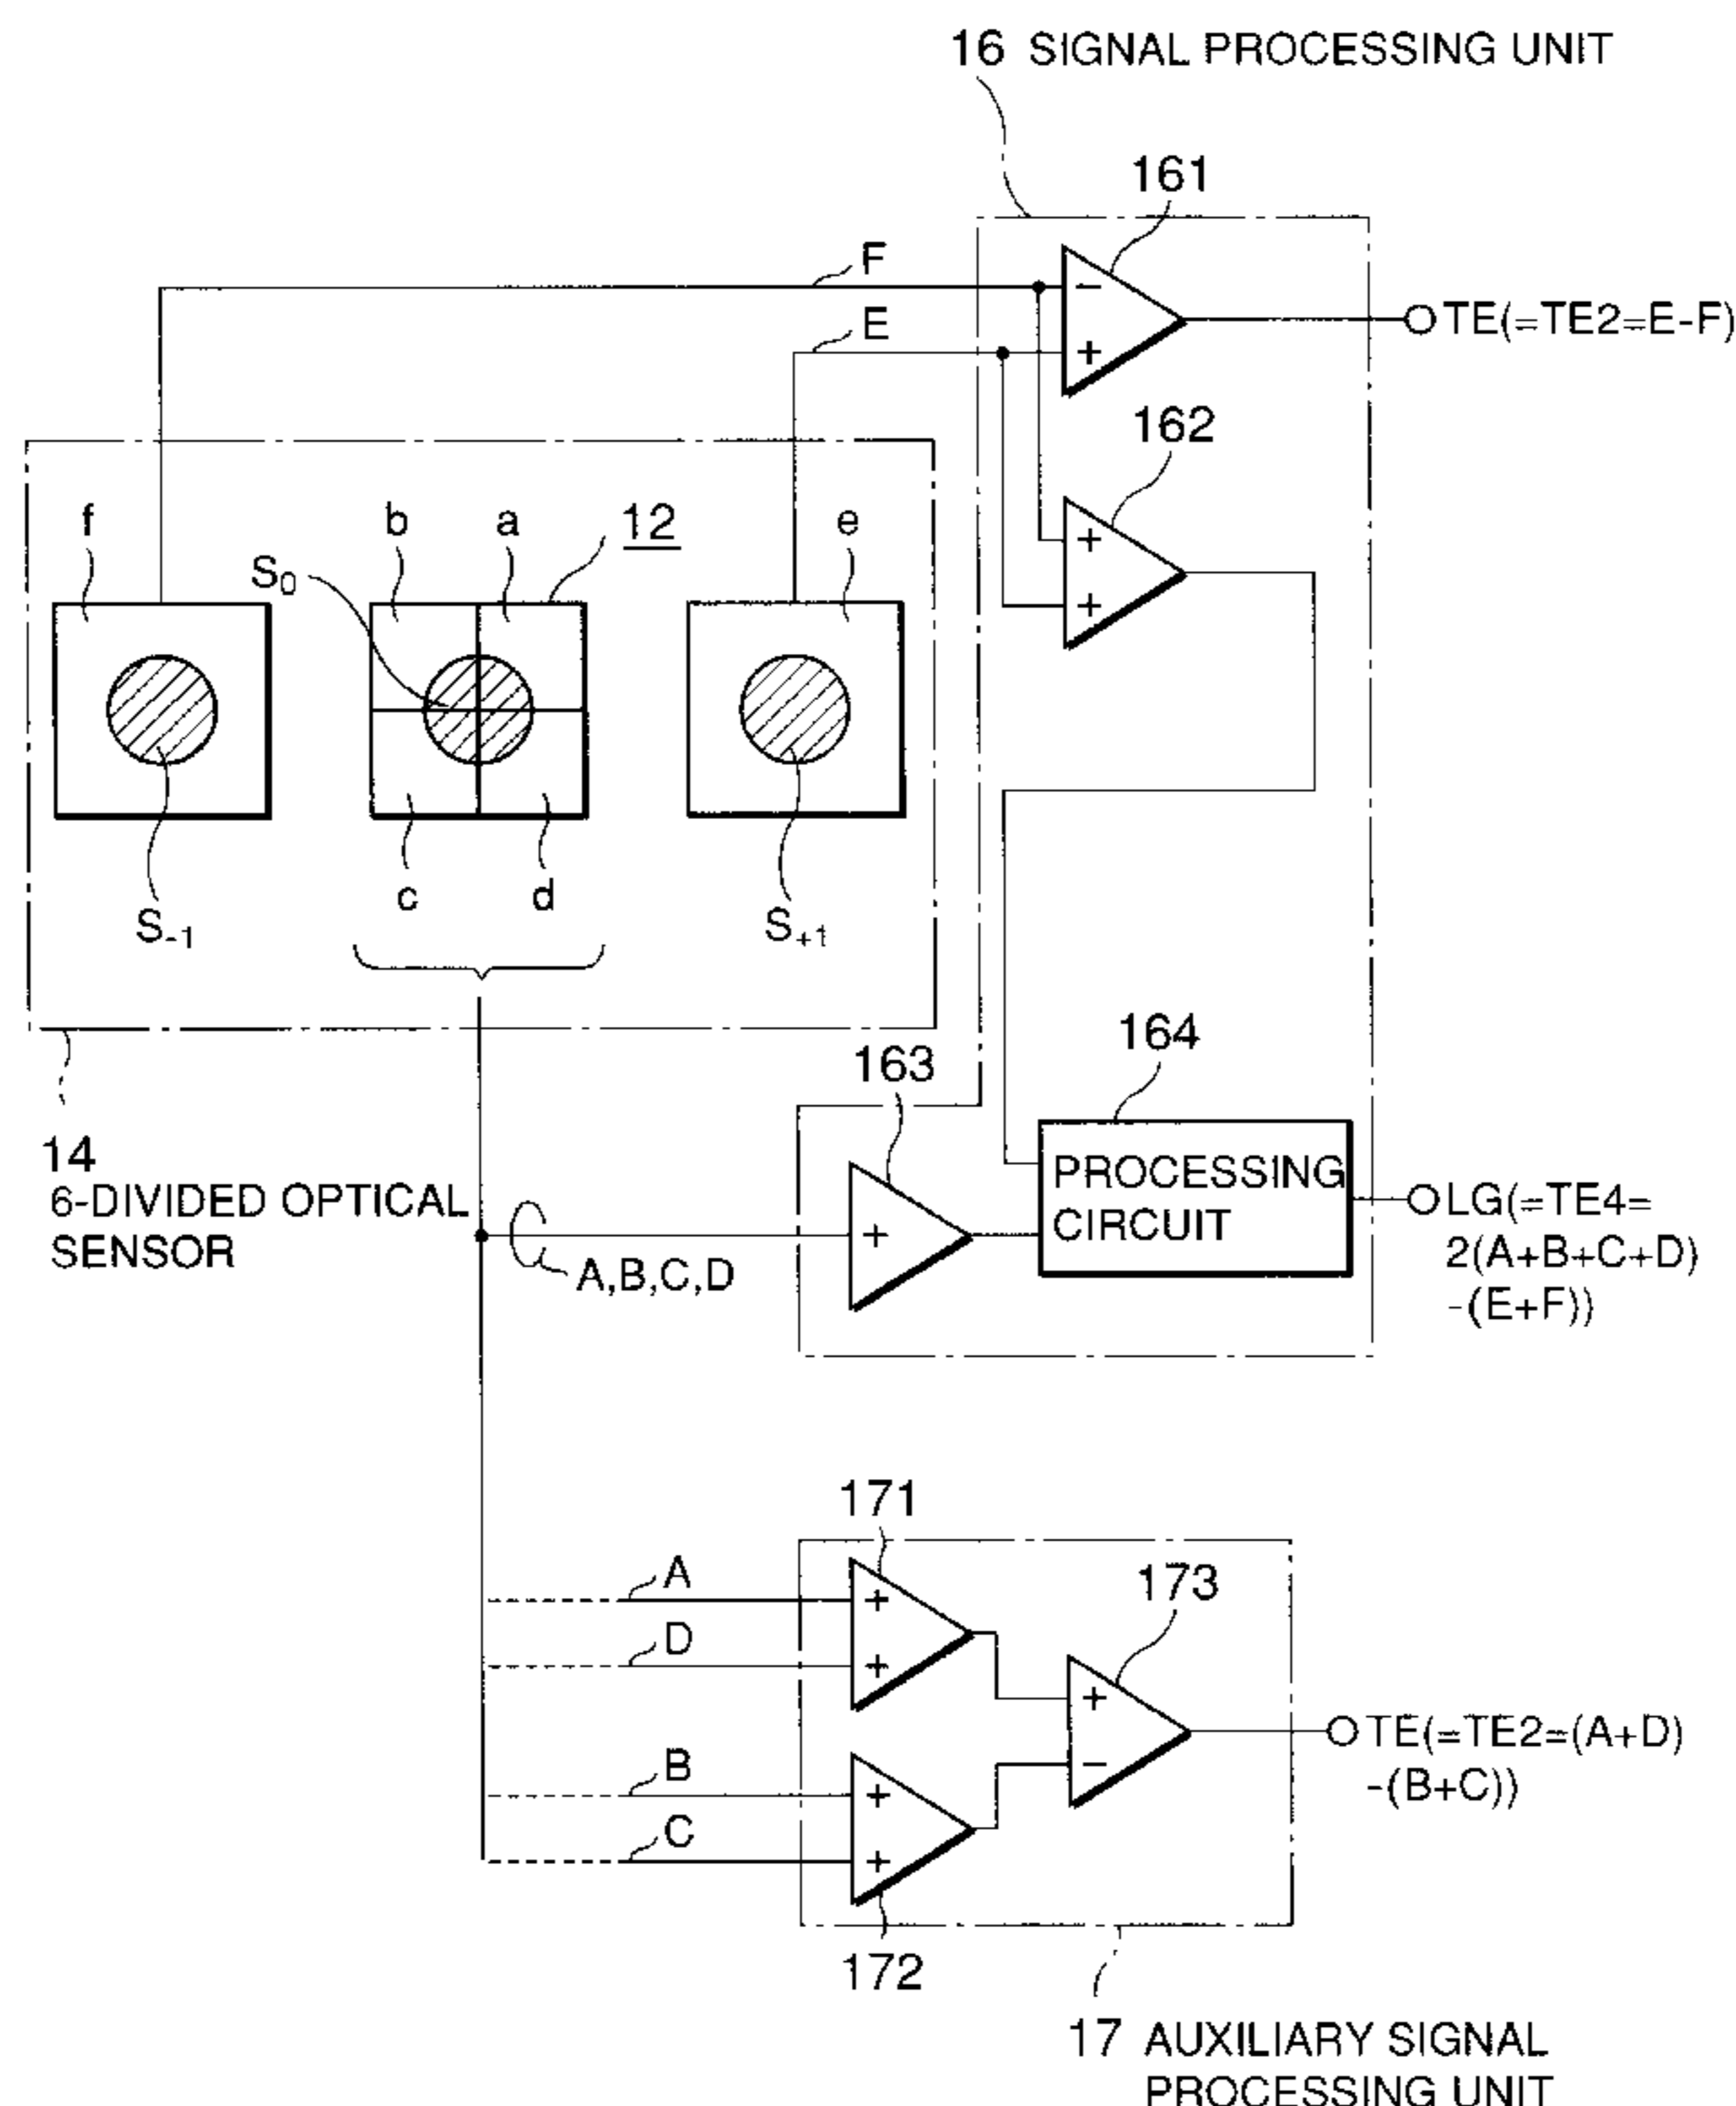 16 SIGNAL PROCESSING UNIT
161
F
− 
E
+
TE(=TE2=E-F)
162
f
b
a
12
e
S0
+
+
c
d
S-1
S+1
164
163
14
6-DIVIDED OPTICAL
SENSOR
PROCESSING
CIRCUIT
+
A,B,C,D
LG(=TE4=
2(A+B+C+D)
-(E+F))
171
A
+
173
D
+
+
B
+
−
TE(=TE2=(A+D)
-(B+C))
C
+
172
17 AUXILIARY SIGNAL
PROCESSING UNIT